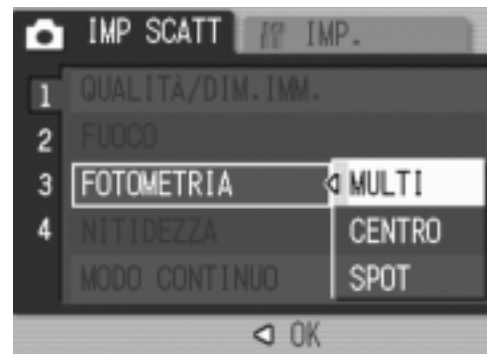 IMP SCATT IMP.
1 QUALITÀ/DIM.IMM.
2 FUOCO
3 FOTOMETRIA MULTI
4 NITIDEZZA CENTRO
MODO CONTINUO SPOT
OK